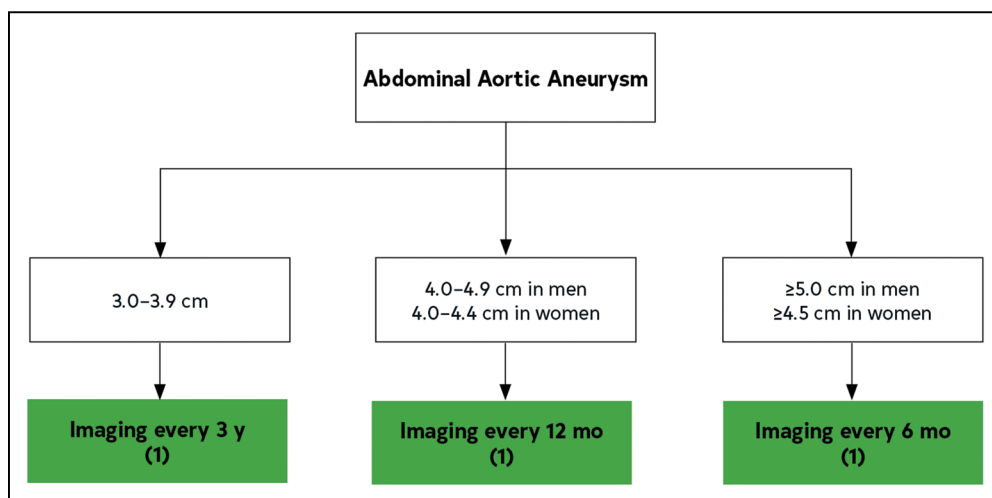 Abdominal Aortic Aneurysm
3.0–3.9 cm
4.0–4.9 cm in men
4.0–4.4 cm in women
≥5.0 cm in men
≥4.5 cm in women
Imaging every 3 y
(1)
Imaging every 12 mo
(1)
Imaging every 6 mo
(1)